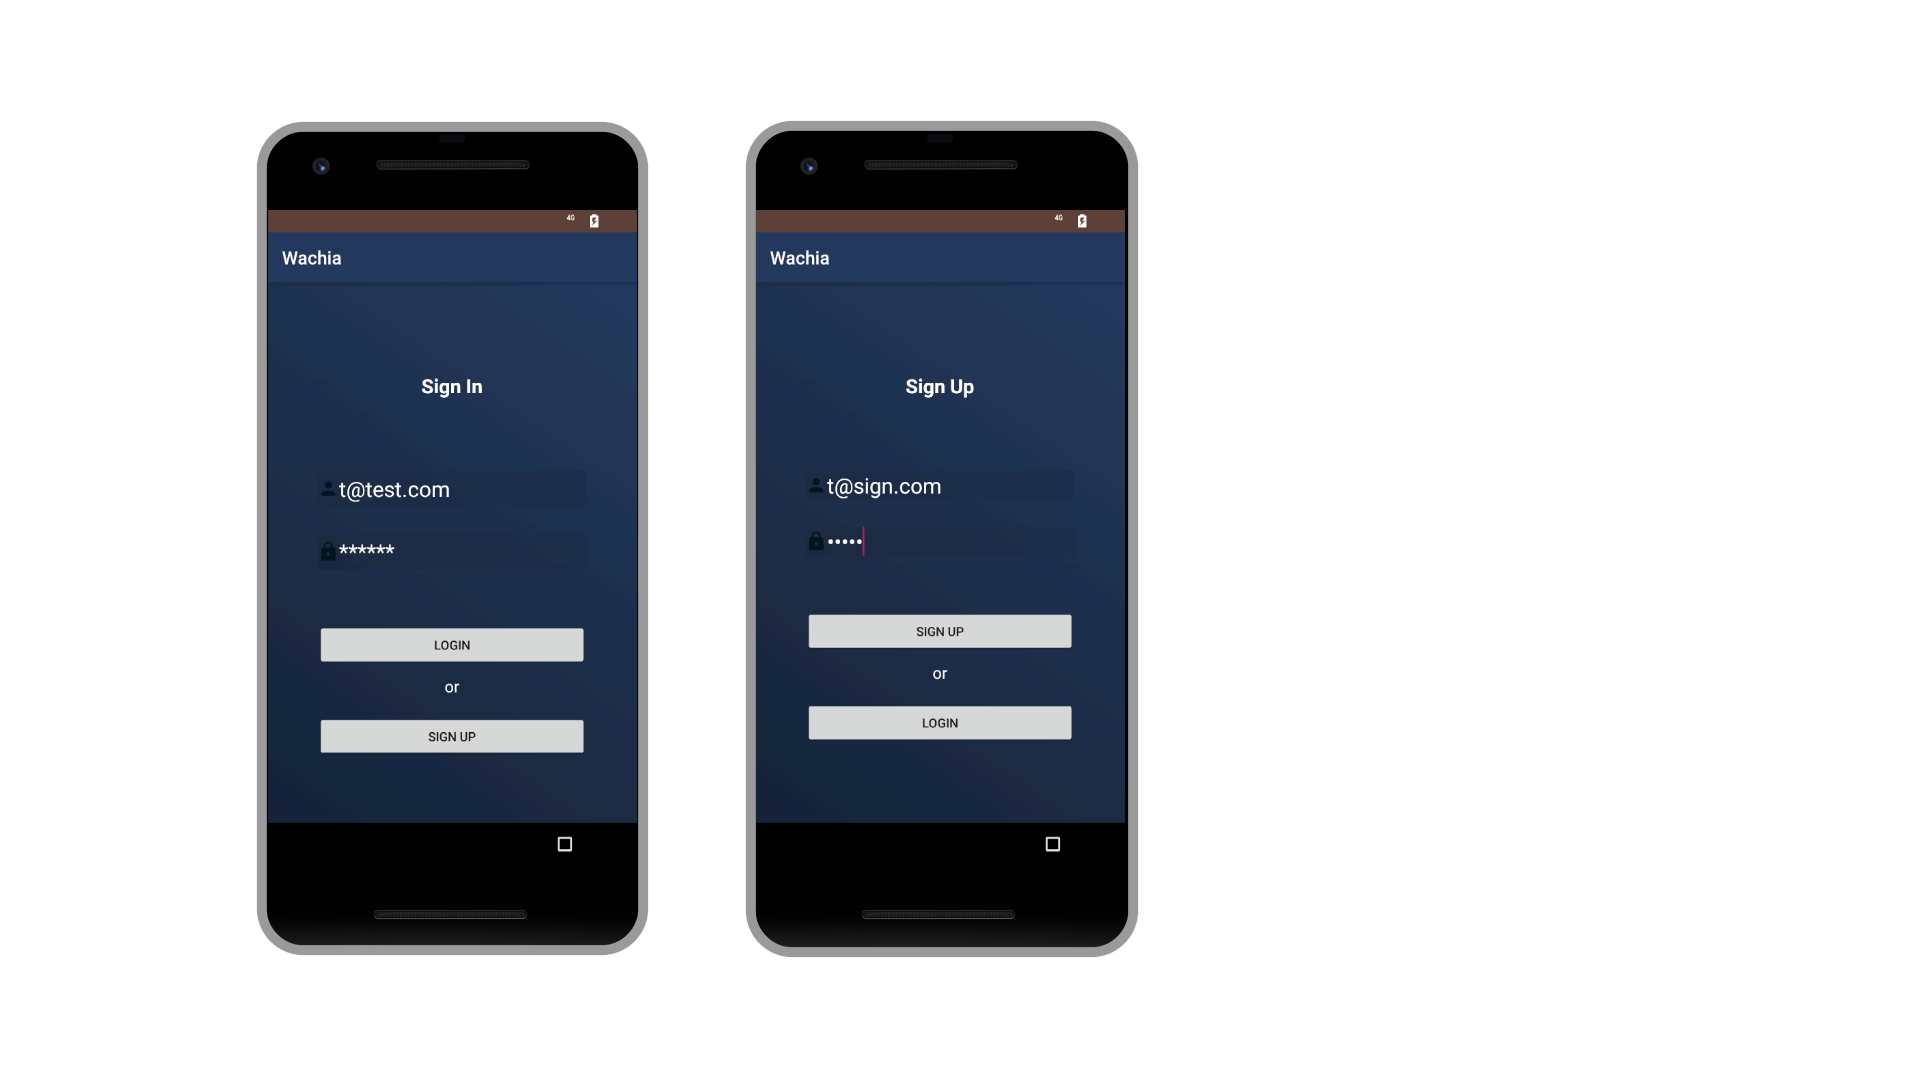 4G
Wachia
Sign In
t@test.com
******
LOGIN
or
SIGN UP
4G
Wachia
Sign Up
t@sign.com
•••••
SIGN UP
or
LOGIN